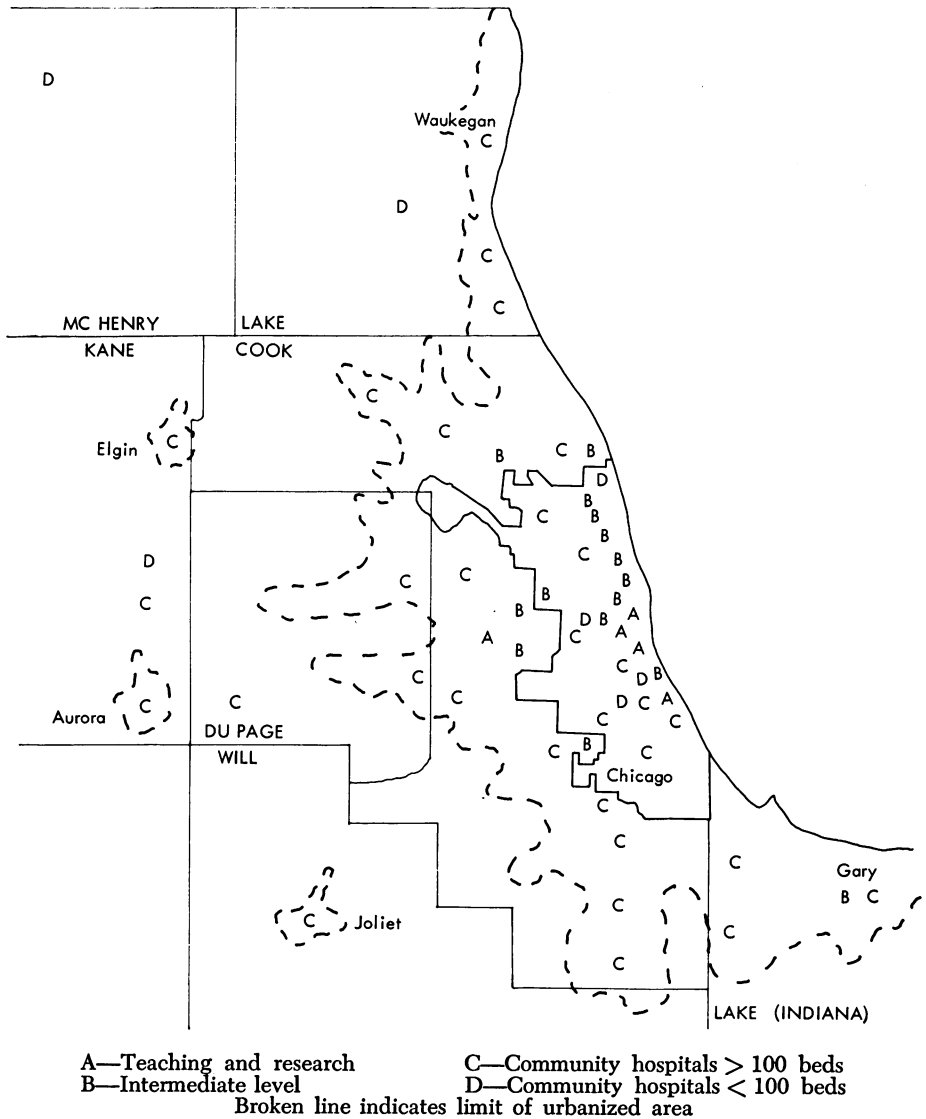 D
Waukegan
C
D
C
C
MC HENRY LAKE
KANE COOK
C
C
Elgin C
B C B
D
B
C B
B
C B
D
C C B
C B B
B D B A
A C A
B A
C C B
D
C A
Aurora C C D C
C C
DU PAGE
WILL
C B C
Chicago
C
C
C
Gary
B C
C
Joliet C
C
C
LAKE (INDIANA)
A—Teaching and research C—Community hospitals > 100 beds
B—Intermediate level D—Community hospitals < 100 beds
Broken line indicates limit of urbanized area